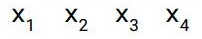 x₁ x₂ x₃ x₄